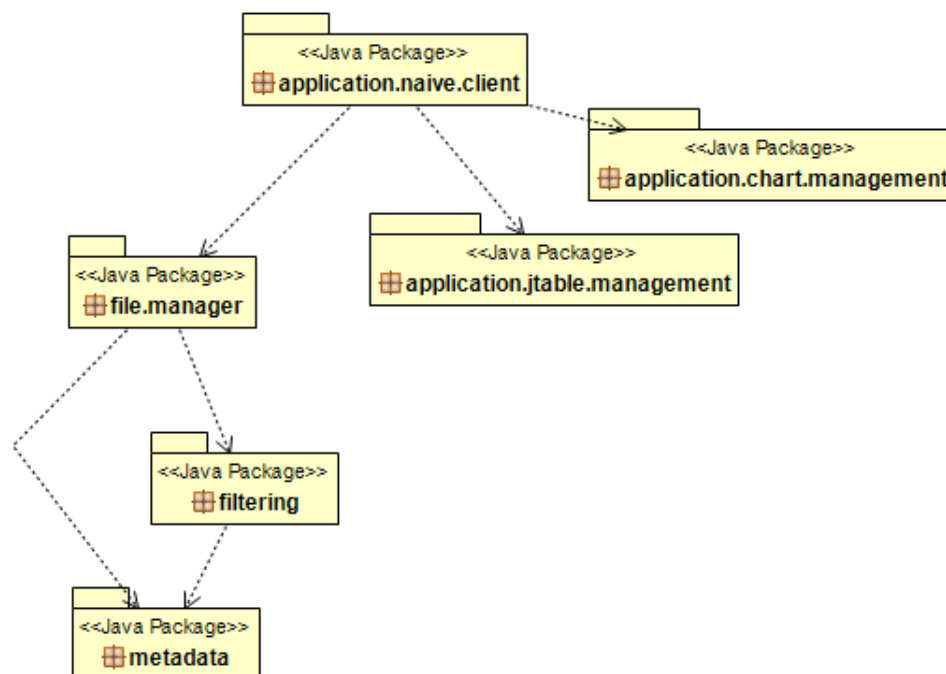 <<Java Package>>
application.naive.client
<<Java Package>>
application.chart.management
<<Java Package>>
application.jtable.management
<<Java Package>>
file.manager
<<Java Package>>
filtering
<<Java Package>>
metadata